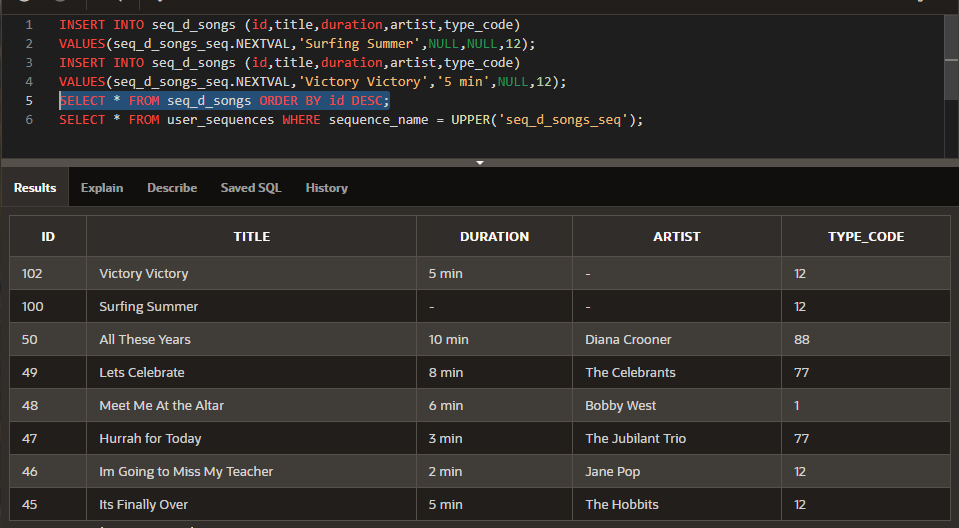 1 INSERT INTO seq_d_songs (id,title,duration,artist,type_code)
2 VALUES(seq_d_songs_seq.NEXTVAL,'Surfing Summer',NULL,NULL,12);
3 INSERT INTO seq_d_songs (id,title,duration,artist,type_code)
4 VALUES(seq_d_songs_seq.NEXTVAL,'Victory Victory','5 min',NULL,12);
5 SELECT * FROM seq_d_songs ORDER BY id DESC;
6 SELECT * FROM user_sequences WHERE sequence_name = UPPER('seq_d_songs_seq');
Results Explain Describe Saved SQL History
ID TITLE DURATION ARTIST TYPE_CODE
102 Victory Victory 5 min - 12
100 Surfing Summer - - 12
50 All These Years 10 min Diana Crooner 88
49 Lets Celebrate 8 min The Celebrants 77
48 Meet Me At the Altar 6 min Bobby West 1
47 Hurrah for Today 3 min The Jubilant Trio 77
46 Im Going to Miss My Teacher 2 min Jane Pop 12
45 Its Finally Over 5 min The Hobbits 12